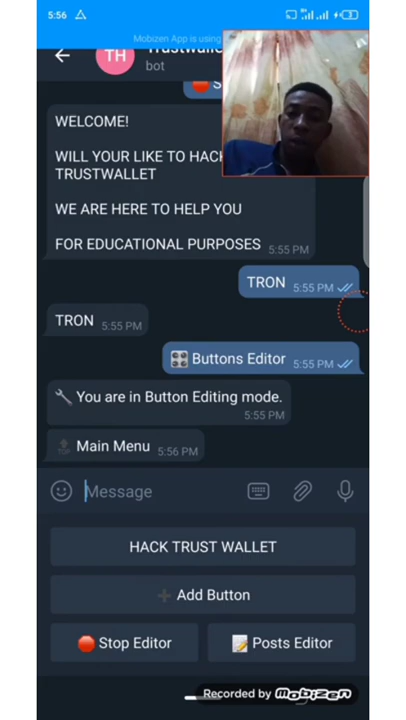 5:56
Mobizen App is using
TH
bot
WELCOME!
WILL YOUR LIKE TO HACK
TRUSTWALLET
WE ARE HERE TO HELP YOU
FOR EDUCATIONAL PURPOSES 5:55 PM
TRON 5:55 PM
TRON 5:55 PM
Buttons Editor 5:55 PM
You are in Button Editing mode.
5:55 PM
TOP Main Menu 5:56 PM
Message
HACK TRUST WALLET
Add Button
Stop Editor
Posts Editor
Recorded by mobizen